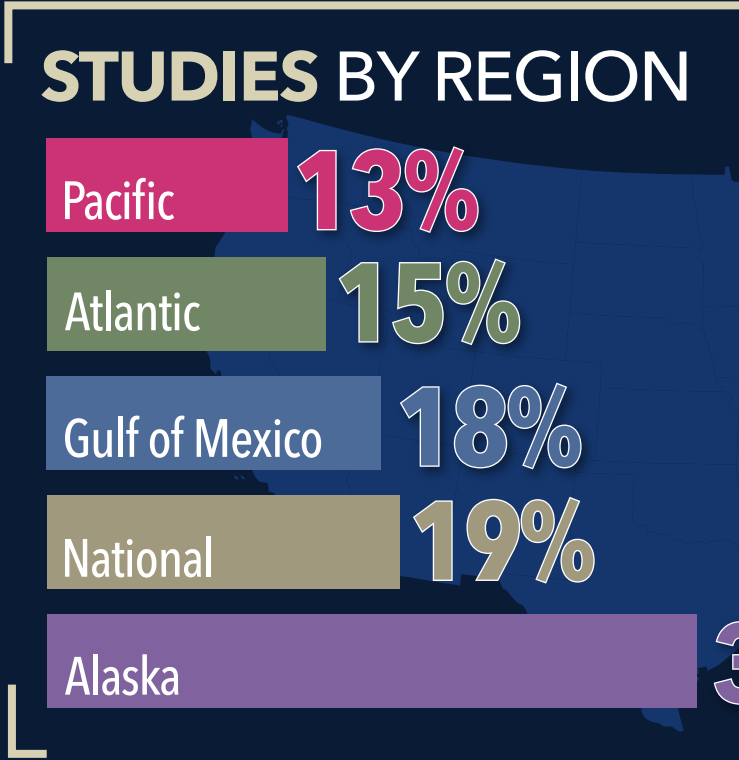 STUDIES BY REGION
Pacific 13%
Atlantic 15%
Gulf of Mexico 18%
National 19%
Alaska